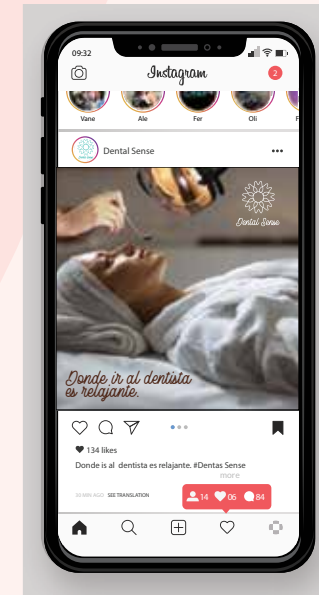 09:32
Instagram
2
Vane Ale Fer Oli F
Dental Sense
Dental Sense
Donde ir al dentista
es relajante.
134 likes
Donde is al dentista es relajante. #Dentas Sense
more
30 MIN AGO SEE TRANSLATION
14 06 84